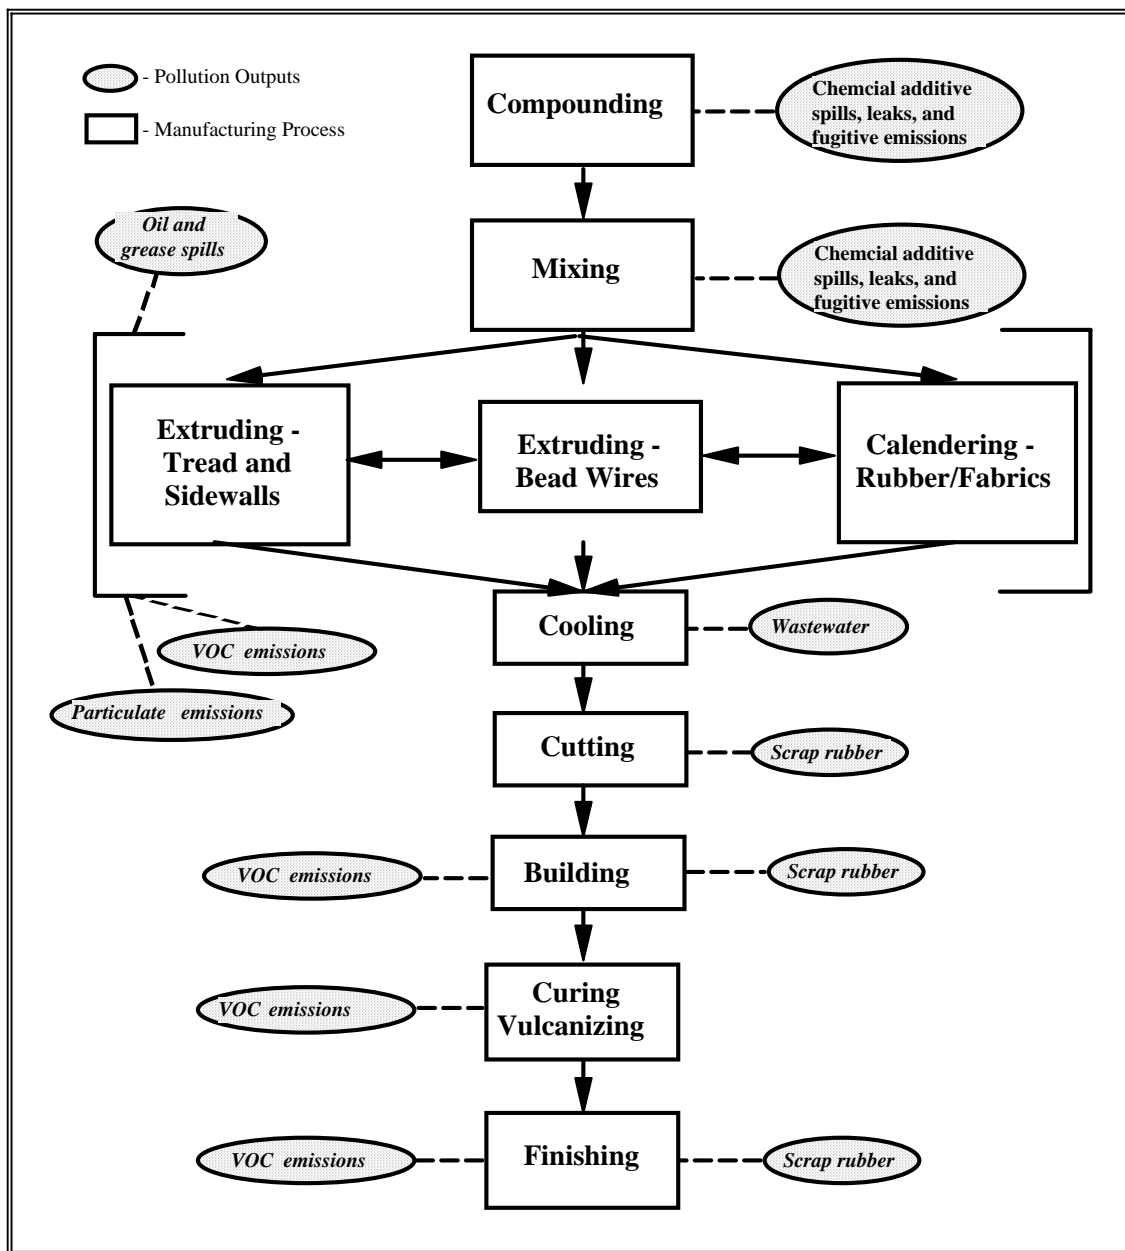 - Pollution Outputs
- Manufacturing Process
Compounding
Chemcial additive
spills, leaks, and
fugitive emissions
Oil and
grease spills
Mixing
Chemcial additive
spills, leaks, and
fugitive emissions
Extruding -
Tread and
Sidewalls
Extruding -
Bead Wires
Calendering -
Rubber/Fabrics
Cooling
Wastewater
VOC emissions
Particulate emissions
Cutting
Scrap rubber
VOC emissions
Building
Scrap rubber
VOC emissions
Curing
Vulcanizing
VOC emissions
Finishing
Scrap rubber